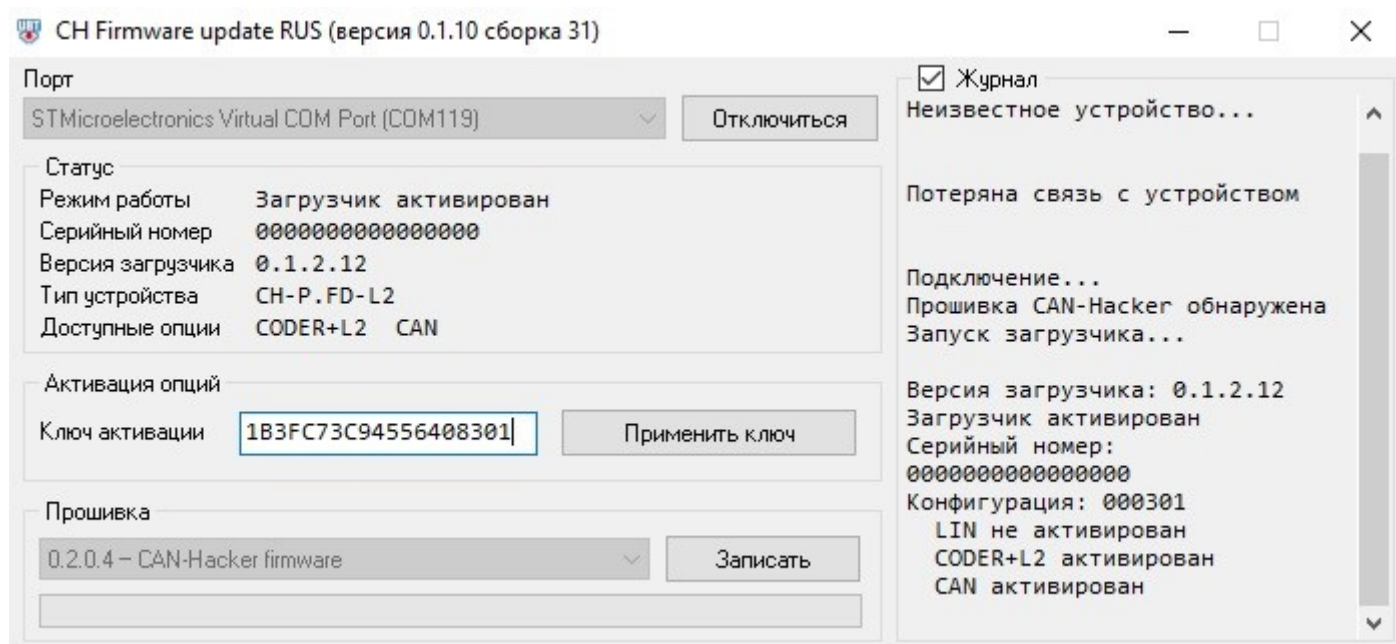 CH Firmware update RUS (версия 0.1.10 сборка 31)
Порт
STMicroelectronics Virtual COM Port (COM119)
Отключиться
Статус
Режим работы Загрузчик активирован
Серийный номер 0000000000000000
Версия загрузчика 0.1.2.12
Тип устройства CH-P.FD-L2
Доступные опции CODER+L2 CAN
Активация опций
Ключ активации 1B3FC73C94556408301 Применить ключ
Прошивка
0.2.0.4 – CAN-Hacker firmware
Записать
Журнал
Неизвестное устройство...
Потеряна связь с устройством
Подключение...
Прошивка CAN-Hacker обнаружена
Запуск загрузчика...
Версия загрузчика: 0.1.2.12
Загрузчик активирован
Серийный номер:
0000000000000000
Конфигурация: 000301
LIN не активирован
CODER+L2 активирован
CAN активирован